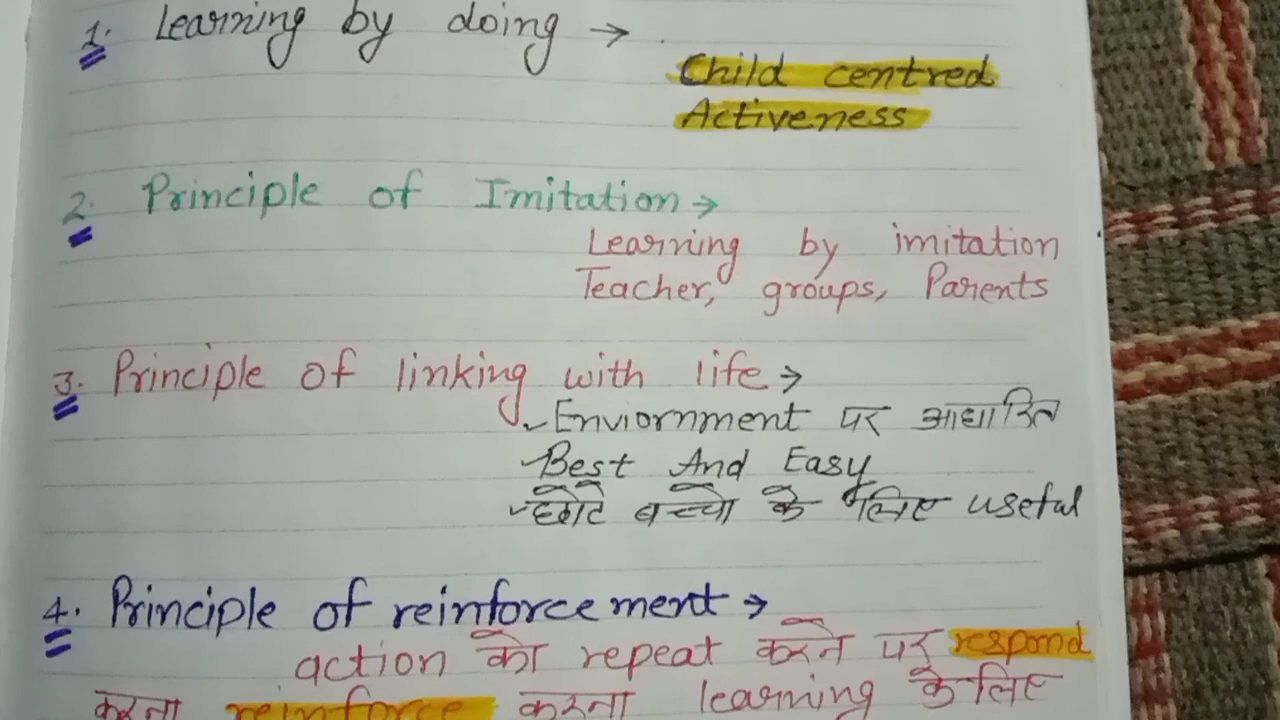 1. Learning by doing →
Child centred
Activeness
2. Principle of Imitation →
Learning by imitation
Teacher, groups, Parents
3. Principle of linking with life →
Enviornment पर आधारित
Best And Easy
छोटे बच्चो के लिए useful
4. Principle of reinforcement →
action को repeat करने पर respond
करना reinforce करना learning के लिए